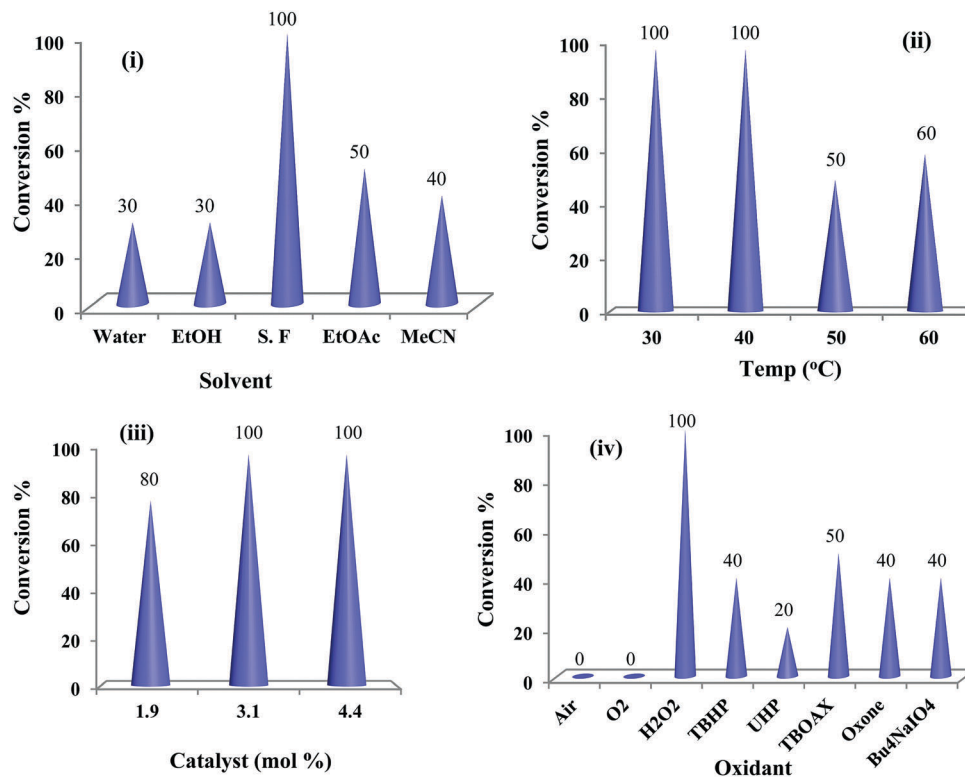 (i)
Conversion %
100
80
60
40
20
0
30
30
100
50
40
Water EtOH S. F EtOAc MeCN
Solvent
(ii)
Conversion %
100
80
60
40
20
0
100
100
50
60
30 40 50 60
Temp (°C)
(iii)
Conversion %
100
80
60
40
20
0
80
100
100
1.9 3.1 4.4
Catalyst (mol %)
(iv)
Conversion %
100
80
60
40
20
0
0
0
100
40
20
50
40
40
Air O2 H2O2 TBHP UHP TBOAX Oxone Bu4NaIO4
Oxidant